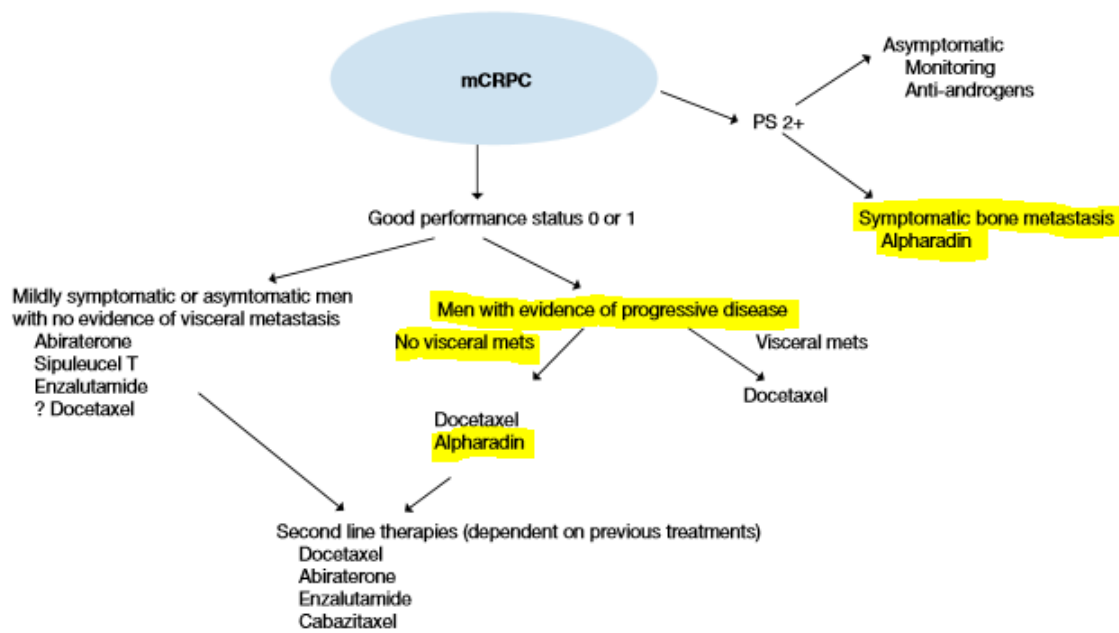 mCRPC
Asymptomatic
Monitoring
Anti-androgens
PS 2+
Symptomatic bone metastasis
Alpharadin
Good performance status 0 or 1
Mildly symptomatic or asymtomatic men
with no evidence of visceral metastasis
Abiraterone
Sipuleucel T
Enzalutamide
? Docetaxel
Men with evidence of progressive disease
No visceral mets
Visceral mets
Docetaxel
Docetaxel
Alpharadin
Second line therapies (dependent on previous treatments)
Docetaxel
Abiraterone
Enzalutamide
Cabazitaxel